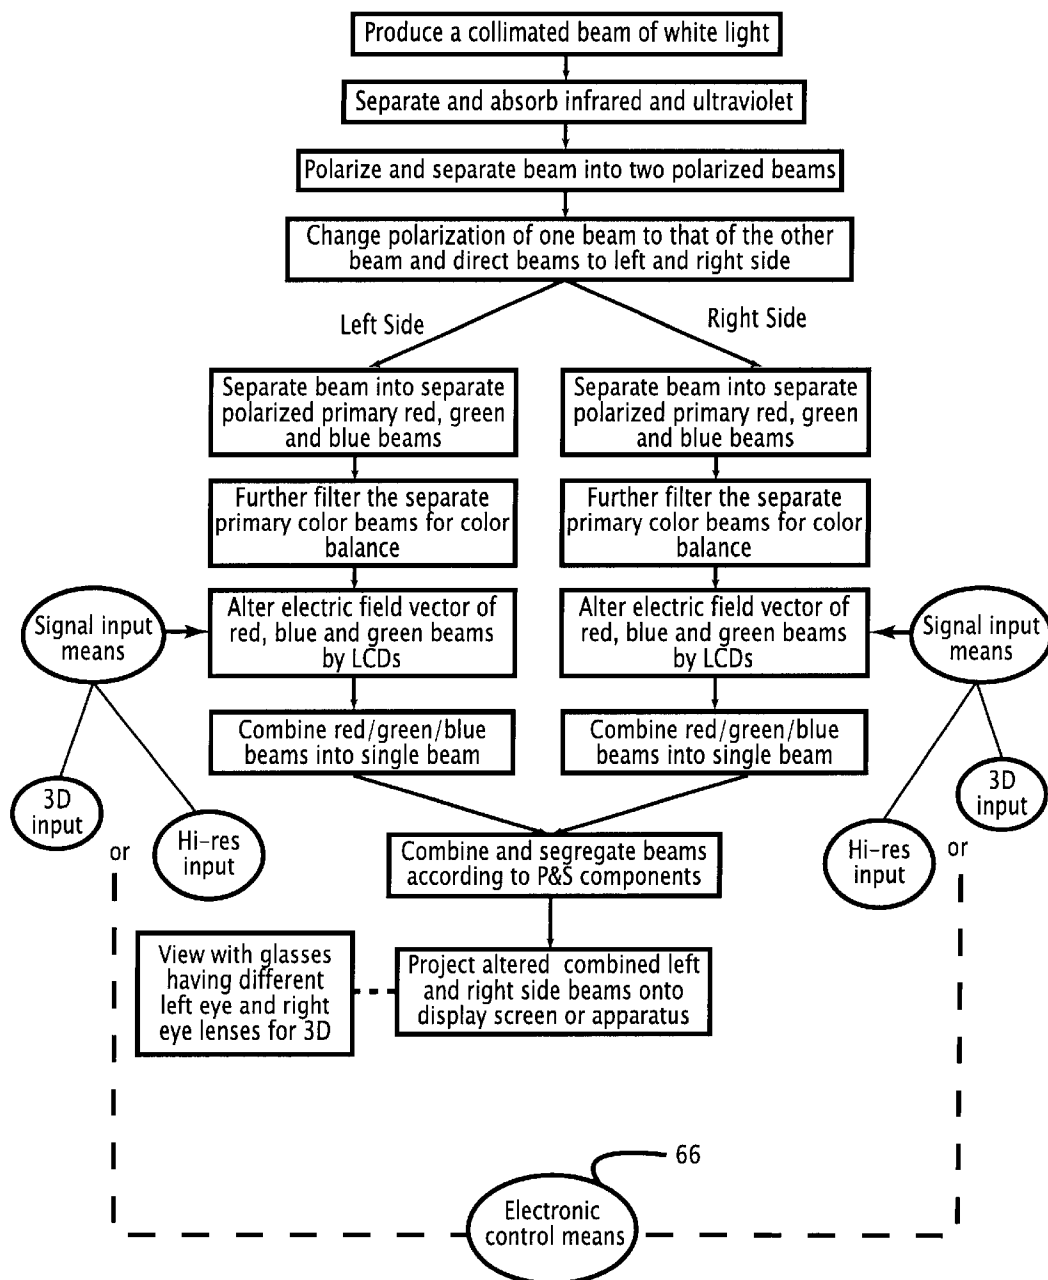 Produce a collimated beam of white light
Separate and absorb infrared and ultraviolet
Polarize and separate beam into two polarized beams
Change polarization of one beam to that of the other
beam and direct beams to left and right side
Left Side
Right Side
Separate beam into separate
polarized primary red, green
and blue beams
Separate beam into separate
polarized primary red, green
and blue beams
Further filter the separate
primary color beams for color
balance
Further filter the separate
primary color beams for color
balance
Signal input
means
Alter electric field vector of
red, blue and green beams
by LCDs
Alter electric field vector of
red, blue and green beams
by LCDs
Signal input
means
Combine red/green/blue
beams into single beam
Combine red/green/blue
beams into single beam
3D
input
or
Hi-res
input
Combine and segregate beams
according to P&S components
Hi-res
input
or
3D
input
View with glasses
having different
left eye and right
eye lenses for 3D
Project altered combined left
and right side beams onto
display screen or apparatus
66
Electronic
control means